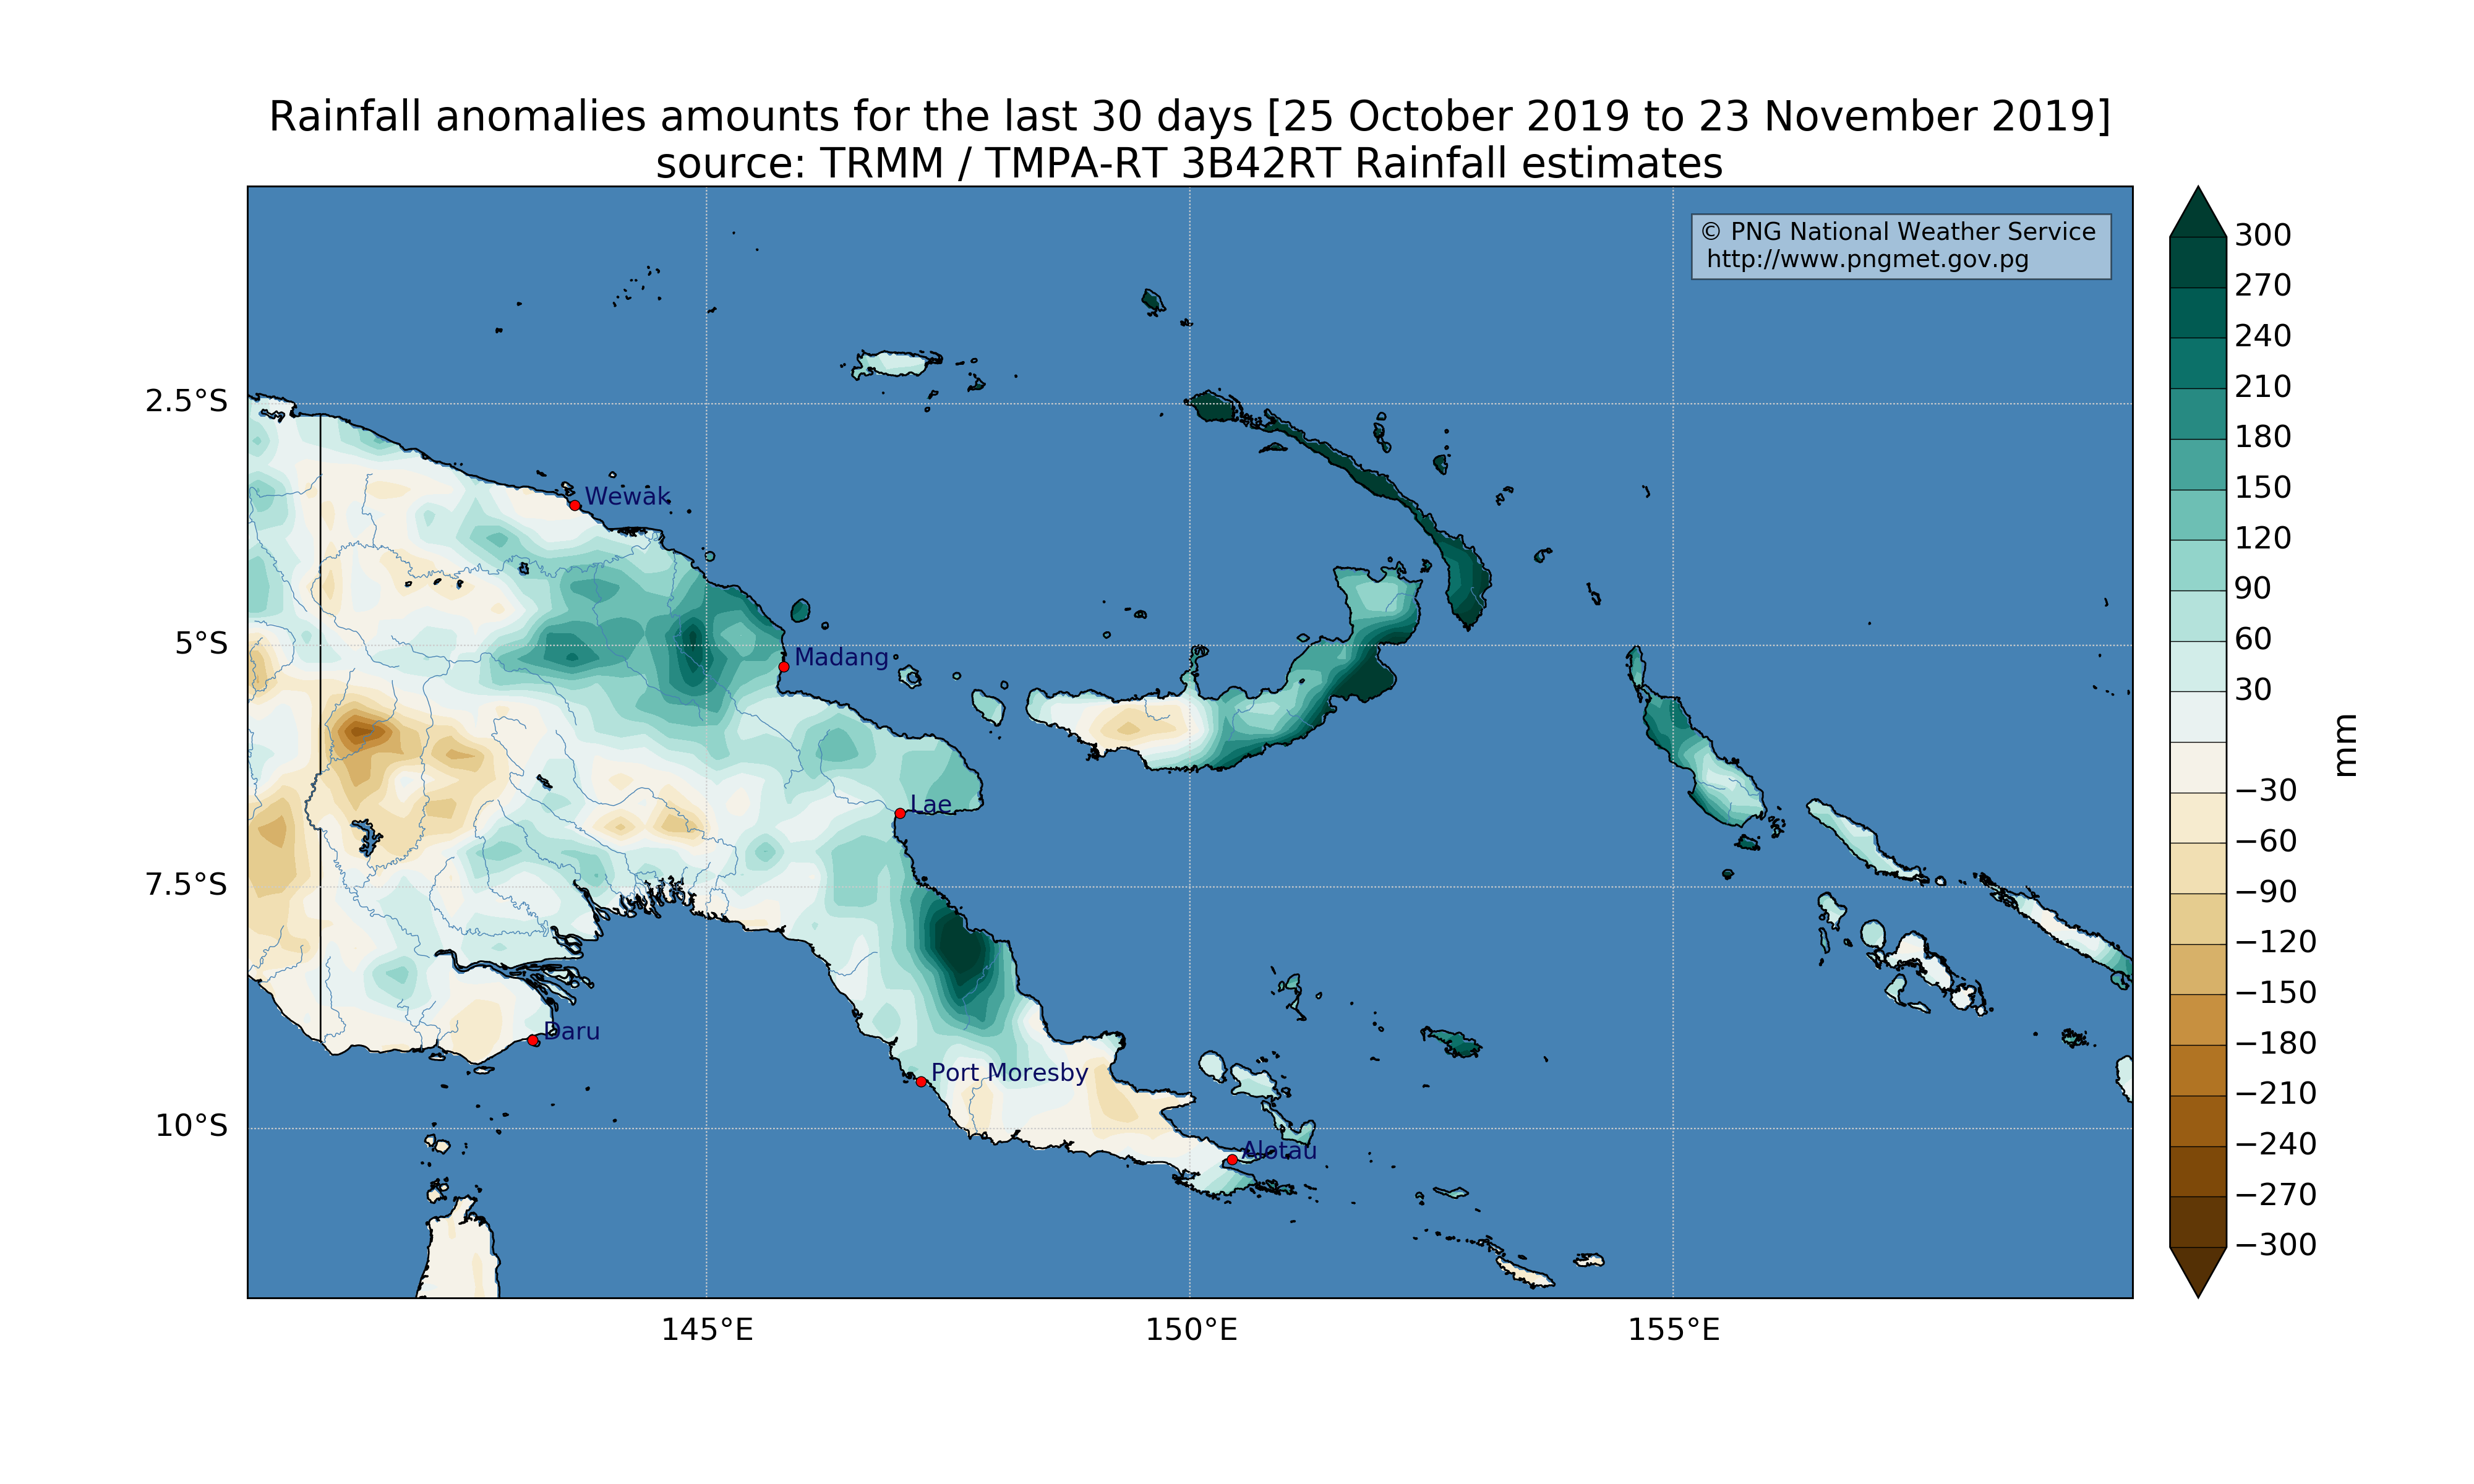 Rainfall anomalies amounts for the last 30 days [25 October 2019 to 23 November 2019]
source: TRMM / TMPA-RT 3B42RT Rainfall estimates
© PNG National Weather Service
http://www.pngmet.gov.pg
2.5°S
5°S
7.5°S
10°S
Wewak
Madang
Lae
Daru
Port Moresby
Alotau
145°E
150°E
155°E
300
270
240
210
180
150
120
90
60
30
−30
−60
−90
−120
−150
−180
−210
−240
−270
−300
mm